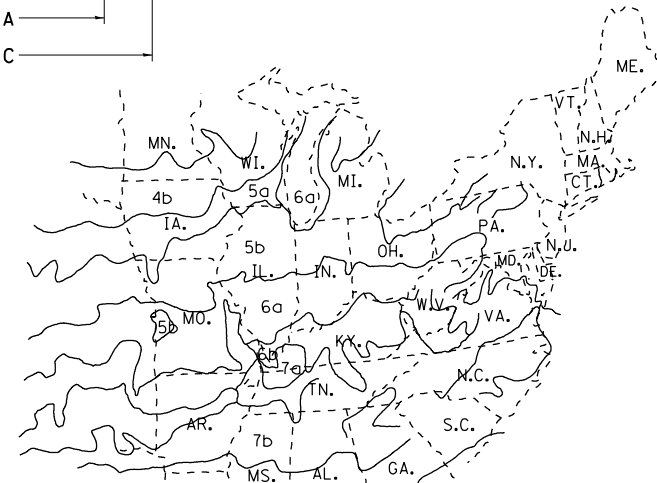 A
C
ME.
VT.
MN.
N.H.
WI.
N.Y.
MA.
MI.
CT.
4b
5a
6a
IA.
PA.
5b
OH.
N.J.
IL.
IN.
MD.
DE.
6a
W.V.
5b
MO.
VA.
KY.
6b
7a
N.C.
TN.
AR.
S.C.
7b
MS.
AL.
GA.